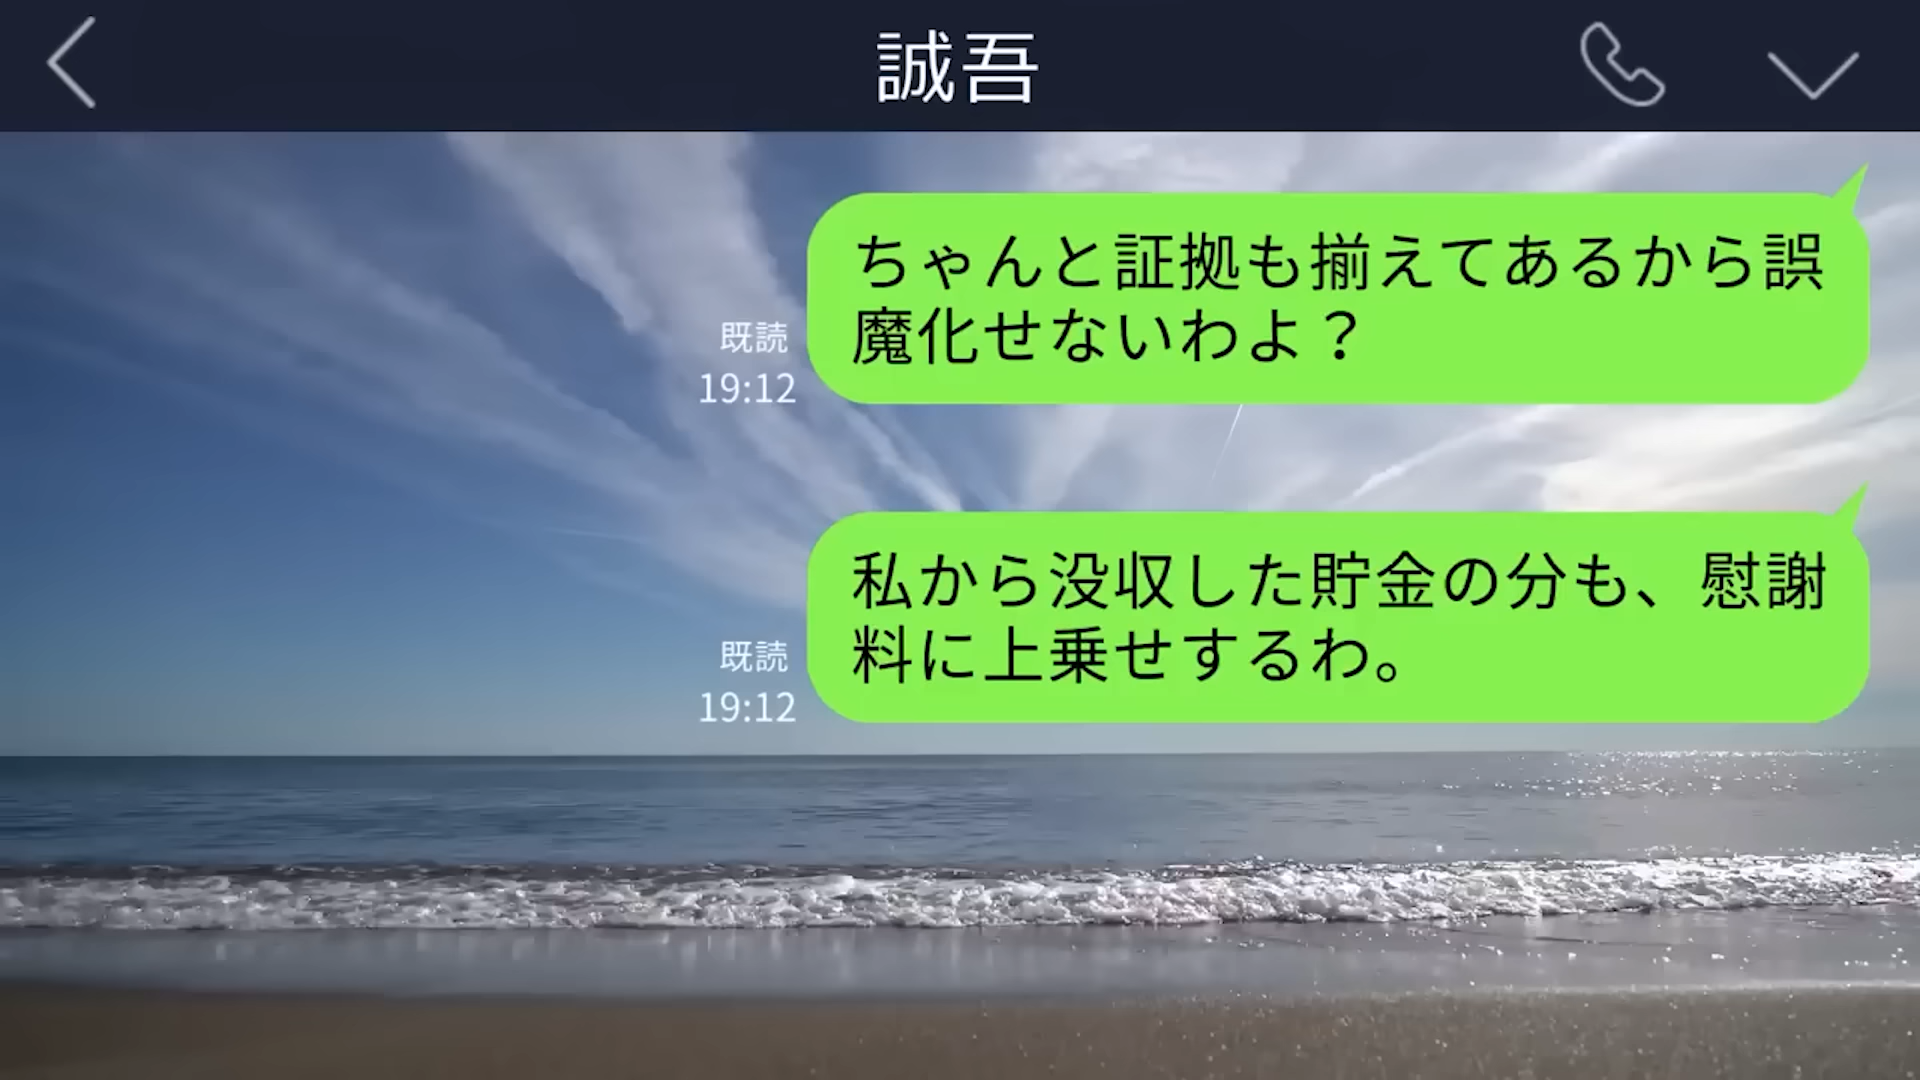 誠吾
ちゃんと証拠も揃えてあるから誤
魔化せないわよ？
既読
19:12
私から没収した貯金の分も、慰謝
料に上乗せするわ。
既読
19:12